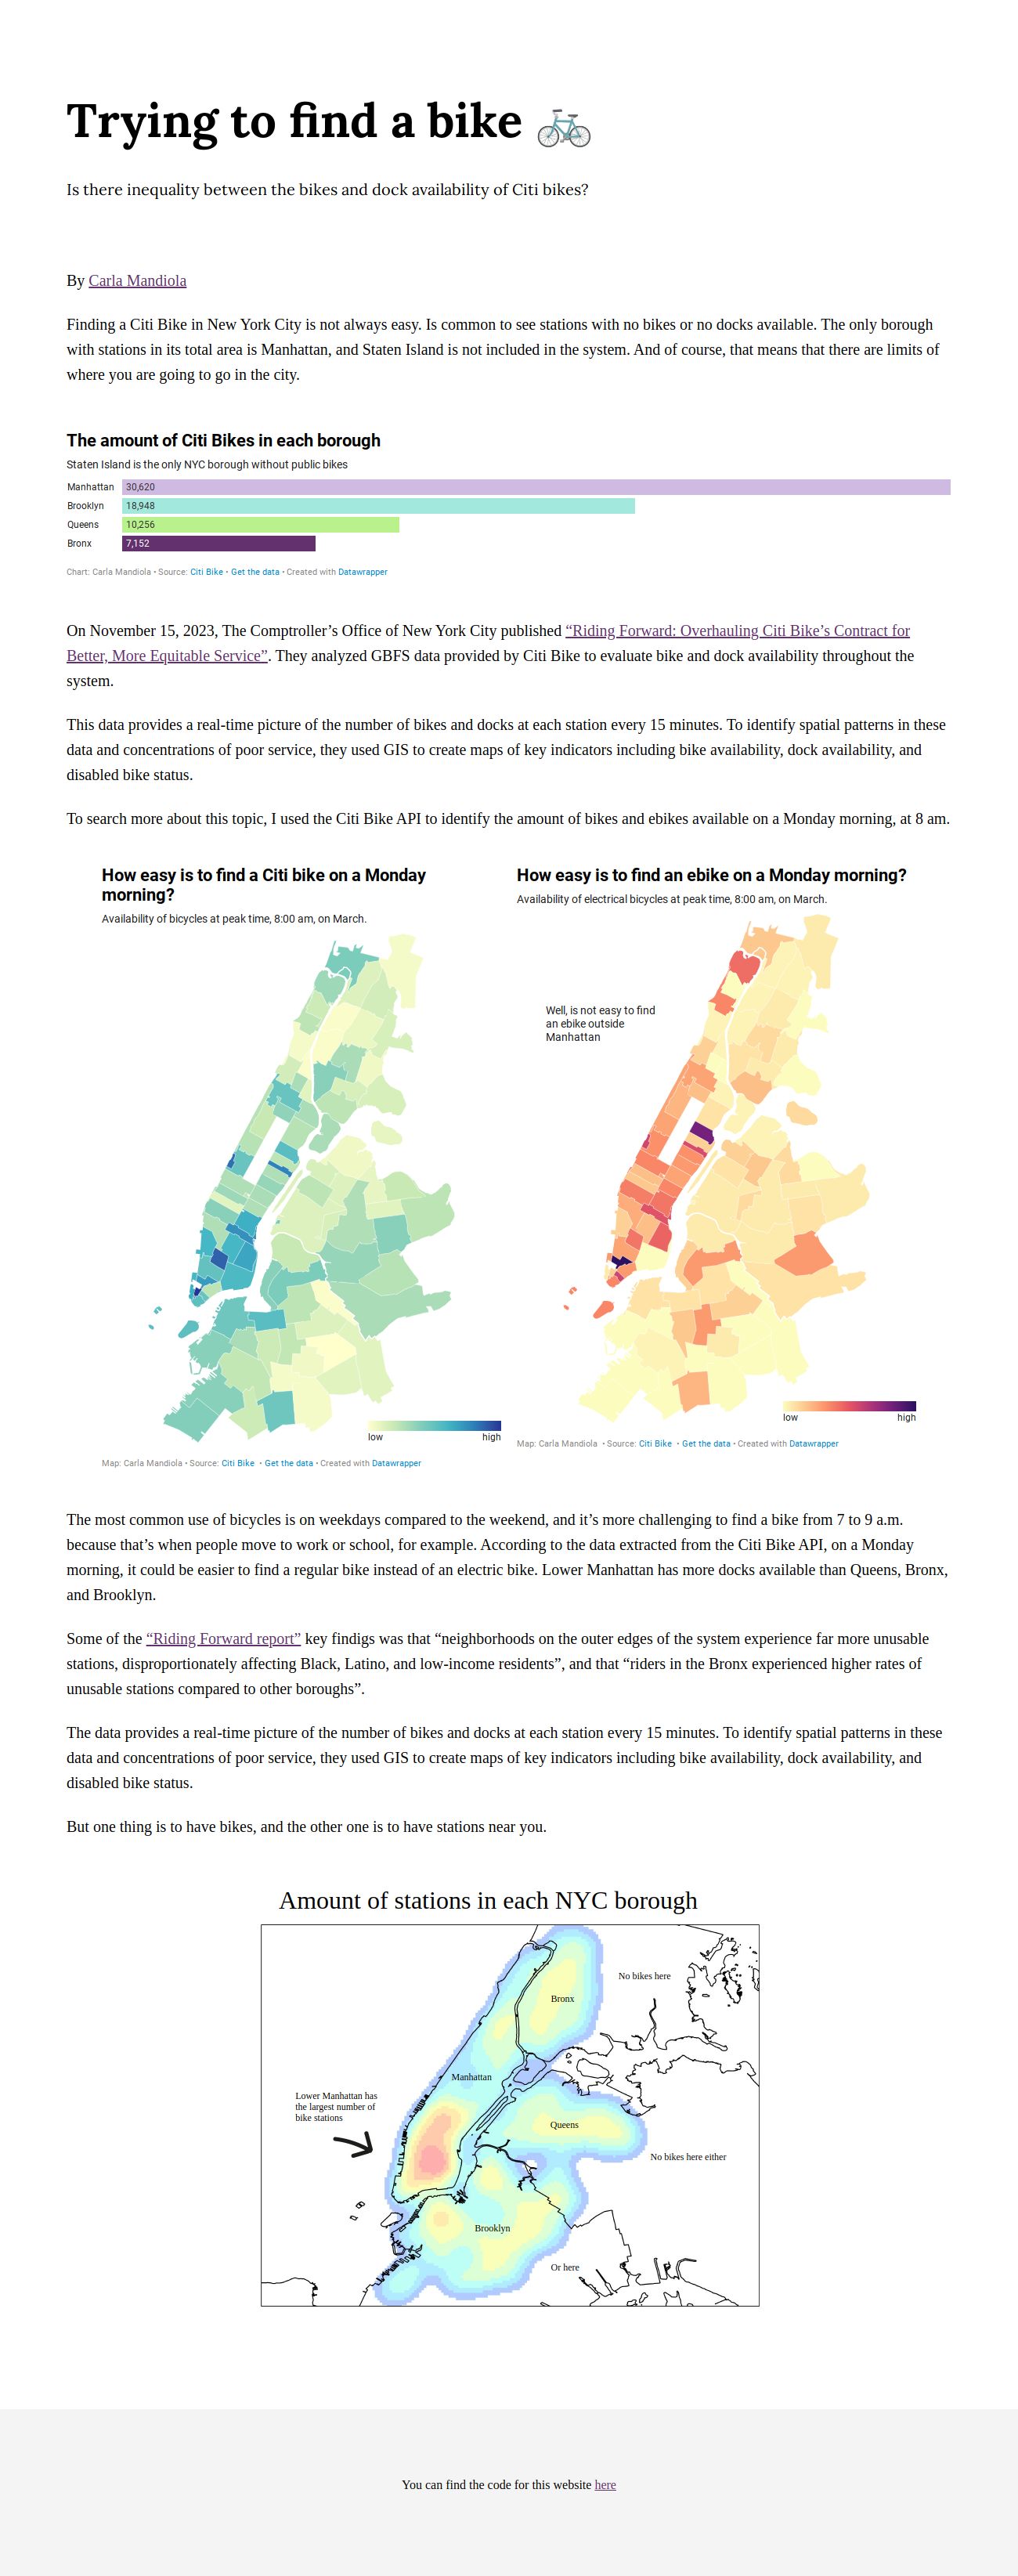 Trying to find a bike 🚲
Is there inequality between the bikes and dock availability of Citi bikes?
By Carla Mandiola
Finding a Citi Bike in New York City is not always easy. Is common to see stations with no bikes or no docks available. The only borough
with stations in its total area is Manhattan, and Staten Island is not included in the system. And of course, that means that there are limits of
where you are going to go in the city.
The amount of Citi Bikes in each borough
Staten Island is the only NYC borough without public bikes
Manhattan 30,620
Brooklyn 18,948
Queens 10,256
Bronx 7,152
Chart: Carla Mandiola • Source: Citi Bike • Get the data • Created with Datawrapper
On November 15, 2023, The Comptroller’s Office of New York City published “Riding Forward: Overhauling Citi Bike’s Contract for
Better, More Equitable Service”. They analyzed GBFS data provided by Citi Bike to evaluate bike and dock availability throughout the
system.
This data provides a real-time picture of the number of bikes and docks at each station every 15 minutes. To identify spatial patterns in these
data and concentrations of poor service, they used GIS to create maps of key indicators including bike availability, dock availability, and
disabled bike status.
To search more about this topic, I used the Citi Bike API to identify the amount of bikes and ebikes available on a Monday morning, at 8 am.
How easy is to find a Citi bike on a Monday
morning?
Availability of bicycles at peak time, 8:00 am, on March.
low high
Map: Carla Mandiola • Source: Citi Bike • Get the data • Created with Datawrapper
How easy is to find an ebike on a Monday morning?
Availability of electrical bicycles at peak time, 8:00 am, on March.
Well, is not easy to find
an ebike outside
Manhattan
low high
Map: Carla Mandiola • Source: Citi Bike • Get the data • Created with Datawrapper
The most common use of bicycles is on weekdays compared to the weekend, and it’s more challenging to find a bike from 7 to 9 a.m.
because that’s when people move to work or school, for example. According to the data extracted from the Citi Bike API, on a Monday
morning, it could be easier to find a regular bike instead of an electric bike. Lower Manhattan has more docks available than Queens, Bronx,
and Brooklyn.
Some of the “Riding Forward report” key findigs was that “neighborhoods on the outer edges of the system experience far more unusable
stations, disproportionately affecting Black, Latino, and low-income residents”, and that “riders in the Bronx experienced higher rates of
unusable stations compared to other boroughs”.
The data provides a real-time picture of the number of bikes and docks at each station every 15 minutes. To identify spatial patterns in these
data and concentrations of poor service, they used GIS to create maps of key indicators including bike availability, dock availability, and
disabled bike status.
But one thing is to have bikes, and the other one is to have stations near you.
Amount of stations in each NYC borough
No bikes here
Bronx
Manhattan
Lower Manhattan has
the largest number of
bike stations
Queens
No bikes here either
Brooklyn
Or here
You can find the code for this website here